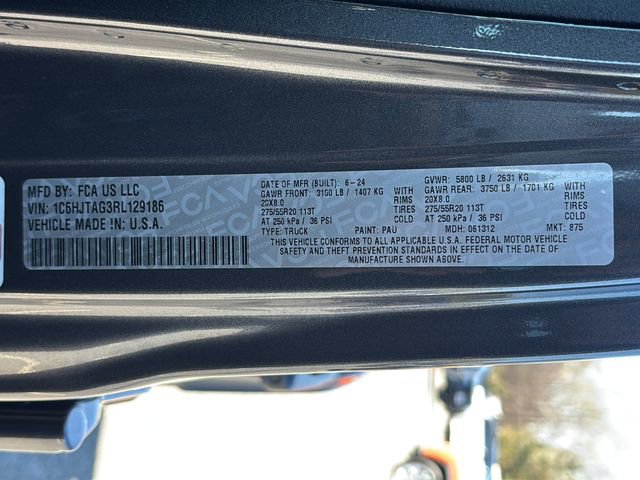 MFD BY: FCA US LLC
VIN: 1C6HJTAG3RL129186
VEHICLE MADE IN: U.S.A.
DATE OF MFR (BUILT): 6-24 GVWR: 5800 LB / 2631 KG
GAWR FRONT: 3150 LB / 1407 KG WITH GAWR REAR: 3750 LB / 1701 KG WITH
20X8.0 RIMS 20X8.0 RIMS
275/55R20 113T TIRES 275/55R20 113T TIRES
AT 250 kPa / 36 PSI COLD AT 250 kPa / 36 PSI COLD
TYPE: TRUCK PAINT: PAU MDH: 061312 MKT: 875
THIS VEHICLE CONFORMS TO ALL APPLICABLE U.S.A. FEDERAL MOTOR VEHICLE
SAFETY AND THEFT PREVENTION STANDARDS IN EFFECT ON THE DATE OF
MANUFACTURE SHOWN ABOVE.